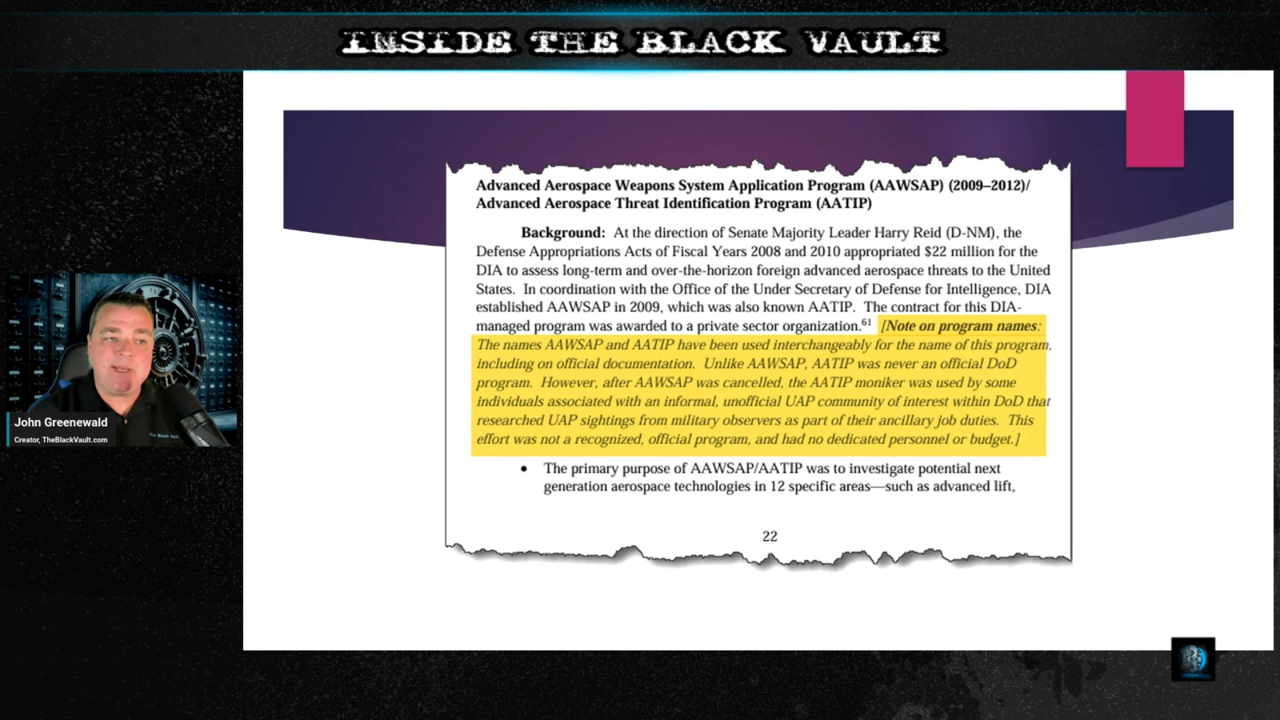 INSIDE THE BLACK VAULT
Advanced Aerospace Weapons System Application Program (AAWSAP) (2009–2012)/
Advanced Aerospace Threat Identification Program (AATIP)
Background: At the direction of Senate Majority Leader Harry Reid (D-NM), the
Defense Appropriations Acts of Fiscal Years 2008 and 2010 appropriated $22 million for the
DIA to assess long-term and over-the-horizon foreign advanced aerospace threats to the United
States. In coordination with the Office of the Under Secretary of Defense for Intelligence, DIA
established AAWSAP in 2009, which was also known AATIP. The contract for this DIA-
managed program was awarded to a private sector organization.61 [Note on program names:
The names AAWSAP and AATIP have been used interchangeably for the name of this program,
including on official documentation. Unlike AAWSAP, AATIP was never an official DoD
program. However, after AAWSAP was cancelled, the AATIP moniker was used by some
individuals associated with an informal, unofficial UAP community of interest within DoD that
researched UAP sightings from military observers as part of their ancillary job duties. This
effort was not a recognized, official program, and had no dedicated personnel or budget.]
• The primary purpose of AAWSAP/AATIP was to investigate potential next
generation aerospace technologies in 12 specific areas—such as advanced lift,
22
John Greenewald
Creator, TheBlackVault.com